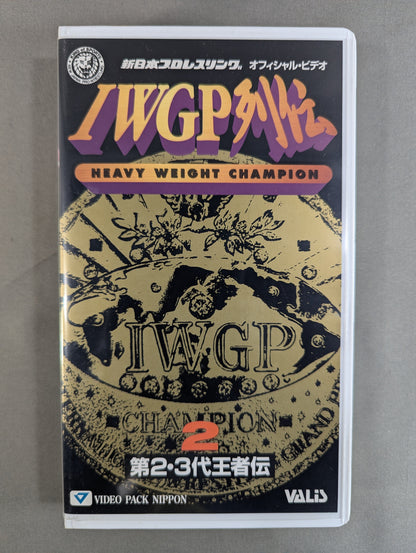 新日本プロレスリング オフィシャル・ビデオ
IWGP列伝
HEAVY WEIGHT CHAMPION
IWGP
CHAMPION
2
第2・3代王者伝
VIDEO PACK NIPPON
VALIS